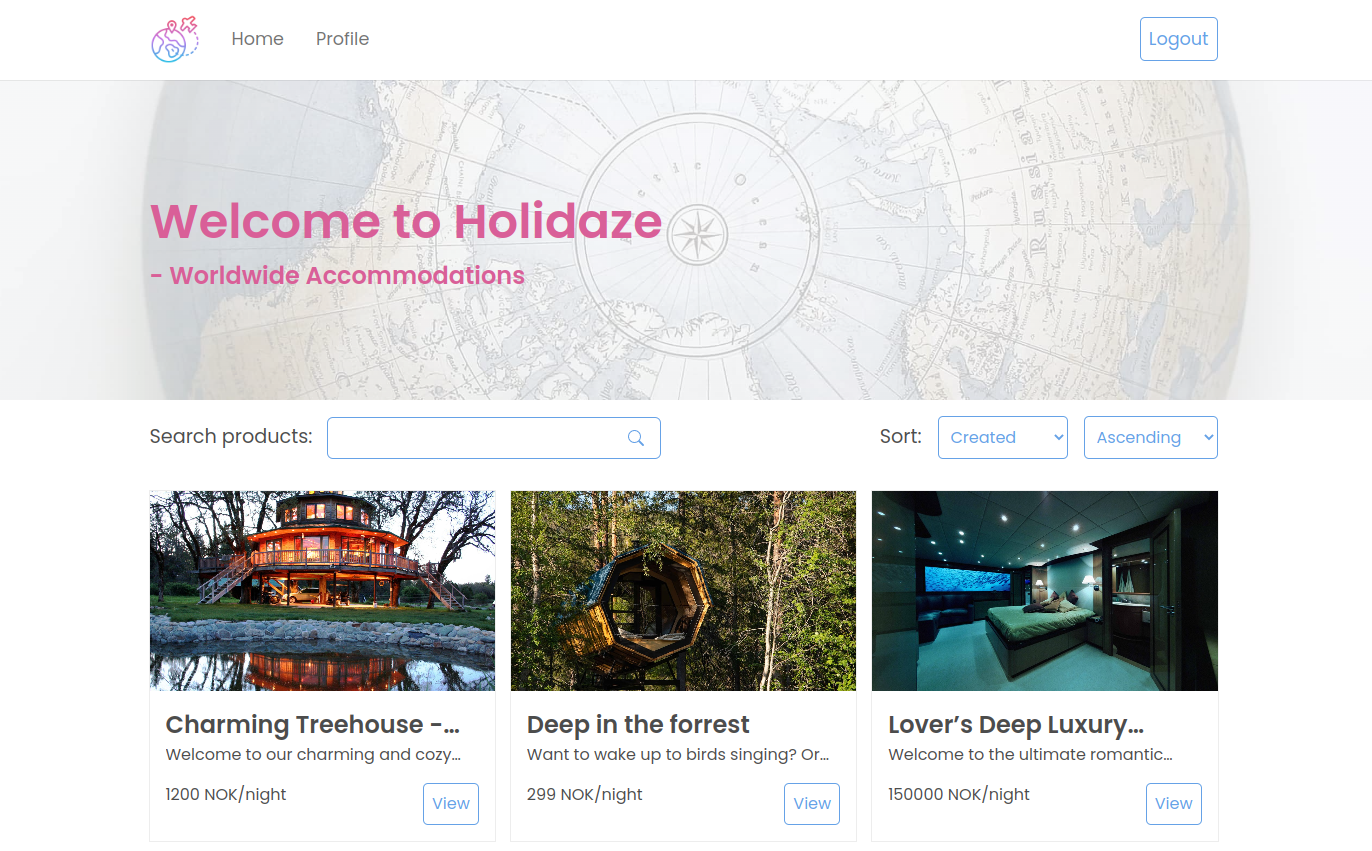 Home
Profile
Logout
Welcome to Holidaze
- Worldwide Accommodations
Search products:
Sort:
Created
Ascending
Charming Treehouse -...
Welcome to our charming and cozy...
1200 NOK/night
View
Deep in the forrest
Want to wake up to birds singing? Or...
299 NOK/night
View
Lover’s Deep Luxury...
Welcome to the ultimate romantic...
150000 NOK/night
View